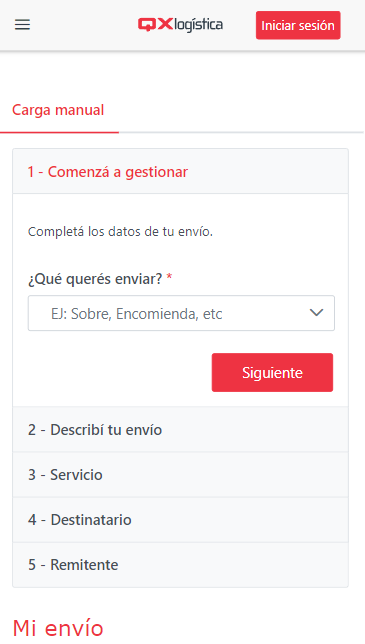 QX logística
Iniciar sesión
Carga manual
1 - Comenzá a gestionar
Completá los datos de tu envío.
¿Qué querés enviar? *
EJ: Sobre, Encomienda, etc
Siguiente
2 - Describí tu envío
3 - Servicio
4 - Destinatario
5 - Remitente
Mi envío